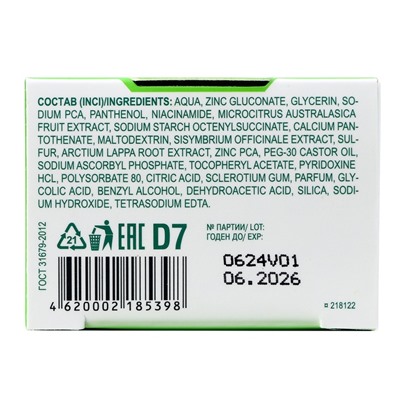 СОСТАВ (INCI)/INGREDIENTS: AQUA, ZINC GLUCONATE, GLYCERIN, SO-
DIUM PCA, PANTHENOL, NIACINAMIDE, MICROCITRUS AUSTRALASICA
FRUIT EXTRACT, SODIUM STARCH OCTENYLSUCCINATE, CALCIUM PAN-
TOTHENATE, MALTODEXTRIN, SISYMBRIUM OFFICINALE EXTRACT, SUL-
FUR, ARCTIUM LAPPA ROOT EXTRACT, ZINC PCA, PEG-30 CASTOR OIL,
SODIUM ASCORBYL PHOSPHATE, TOCOPHERYL ACETATE, PYRIDOXINE
HCL, POLYSORBATE 80, CITRIC ACID, SCLEROTIUM GUM, PARFUM, GLY-
COLIC ACID, BENZYL ALCOHOL, DEHYDROACETIC ACID, SILICA, SODI-
UM HYDROXIDE, TETRASODIUM EDTA.
ГОСТ 31679-2012
21
EAC D7
№ ПАРТИИ/ LOT:
ГОДЕН ДО/ EXP:
0624V01
06.2026
4 620002 185398
¤ 218122